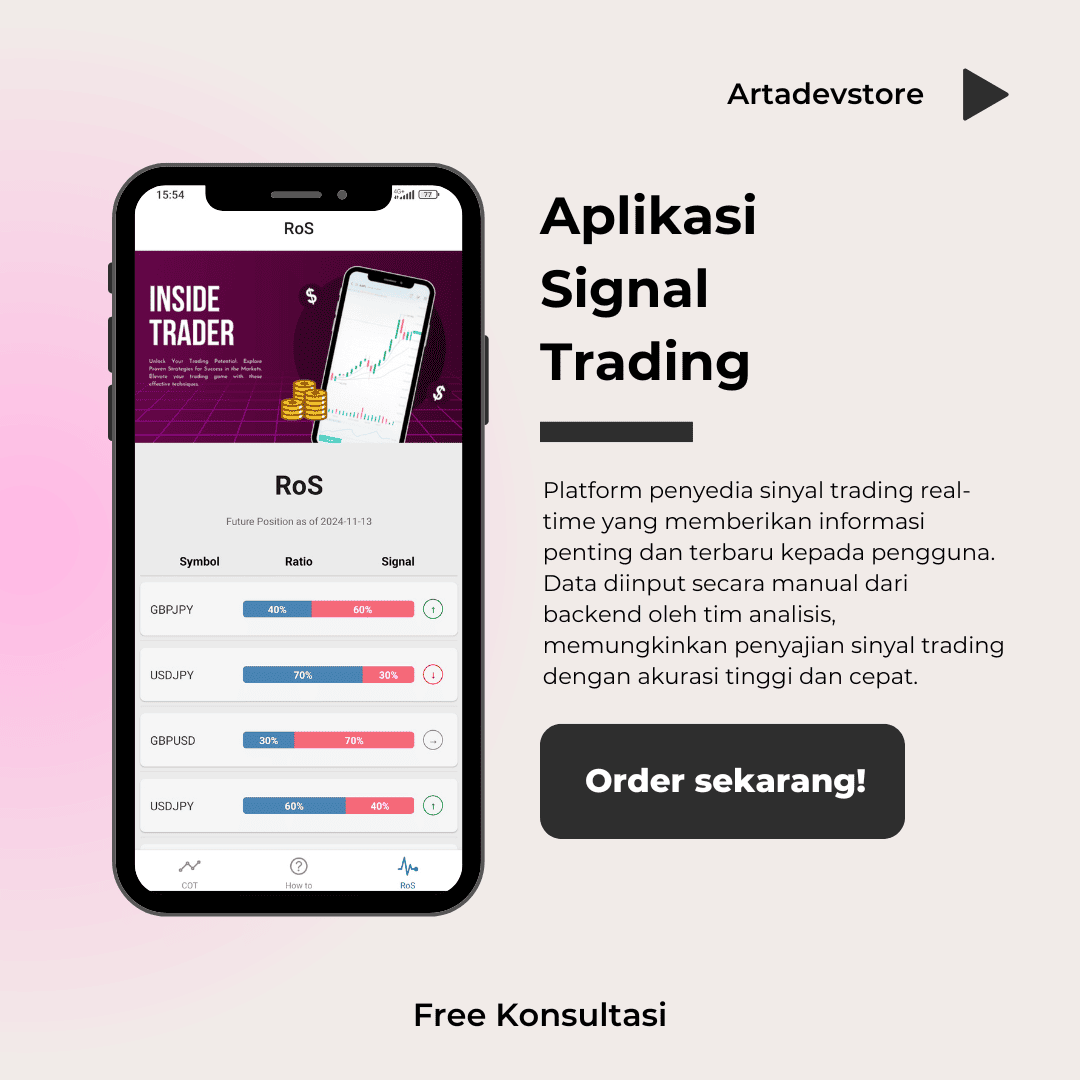 Artadevstore
Aplikasi
Signal
Trading
Platform penyedia sinyal trading real-
time yang memberikan informasi
penting dan terbaru kepada pengguna.
Data diinput secara manual dari
backend oleh tim analisis,
memungkinkan penyajian sinyal trading
dengan akurasi tinggi dan cepat.
Order sekarang!
15:54
4G+
77
RoS
INSIDE
TRADER
Unlock Your Trading Potential: Explore
Proven Strategies for Success in the Markets.
Elevate your trading game with these
effective techniques.
$
$
RoS
Future Position as of 2024-11-13
Symbol Ratio Signal
GBPJPY 40% 60% ↑
USDJPY 70% 30% ↓
GBPUSD 30% 70% →
USDJPY 60% 40% ↑
COT How to RoS
Free Konsultasi